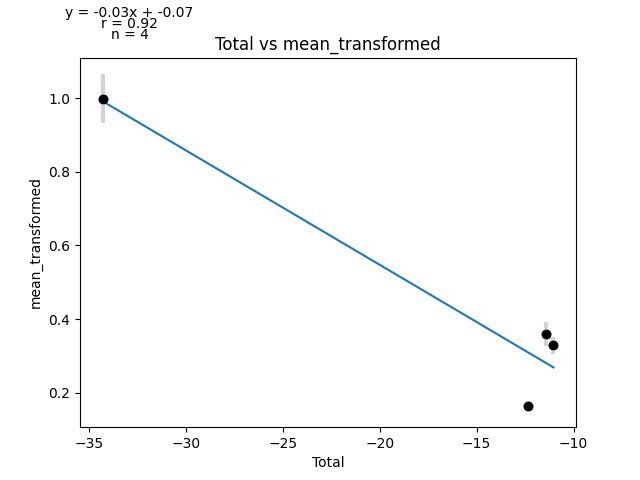 y = -0.03x + -0.07
r = 0.92
n = 4
Total vs mean_transformed
mean_transformed
1.0
0.8
0.6
0.4
0.2
−35
−30
−25
−20
−15
−10
Total